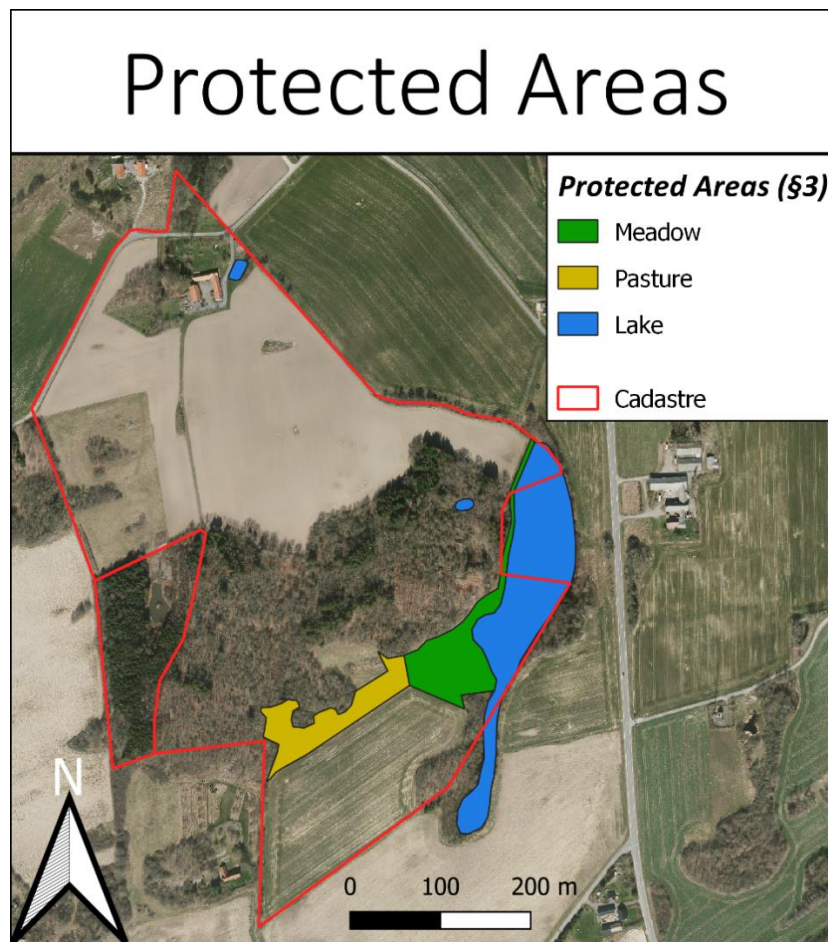 Protected Areas
Protected Areas (§3)
Meadow
Pasture
Lake
Cadastre
N
0 100 200 m